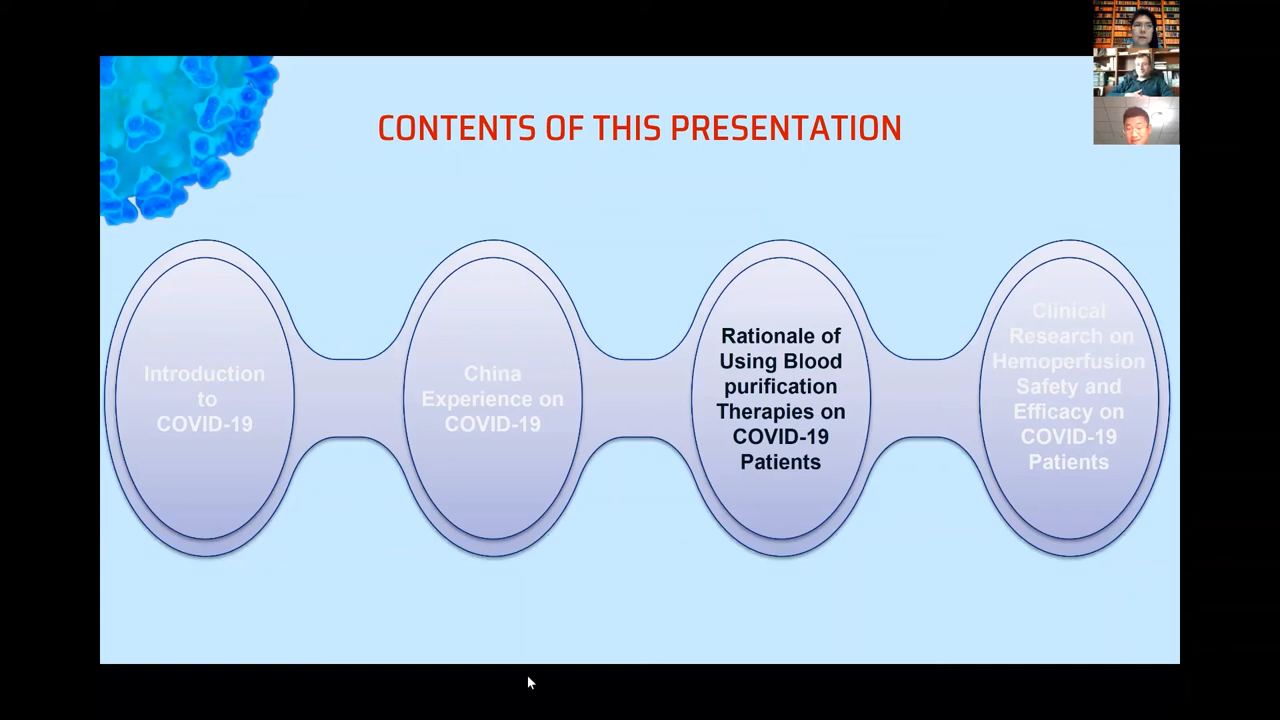 CONTENTS OF THIS PRESENTATION
Introduction
to
COVID-19
China
Experience on
COVID-19
Rationale of
Using Blood
purification
Therapies on
COVID-19
Patients
Clinical
Research on
Hemoperfusion
Safety and
Efficacy on
COVID-19
Patients